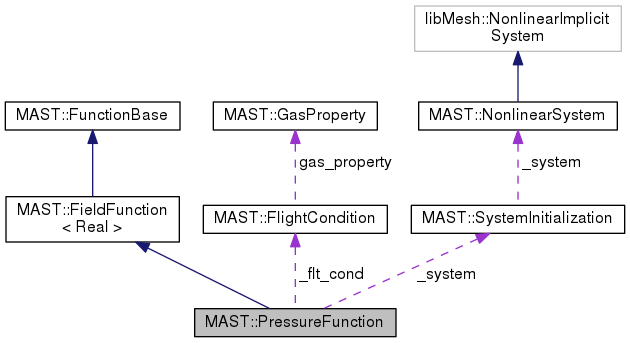 libMesh::NonlinearImplicit
System
MAST::FunctionBase
MAST::GasProperty
MAST::NonlinearSystem
gas_property
_system
MAST::FieldFunction
< Real >
MAST::FlightCondition
MAST::SystemInitialization
_flt_cond
_system
MAST::PressureFunction